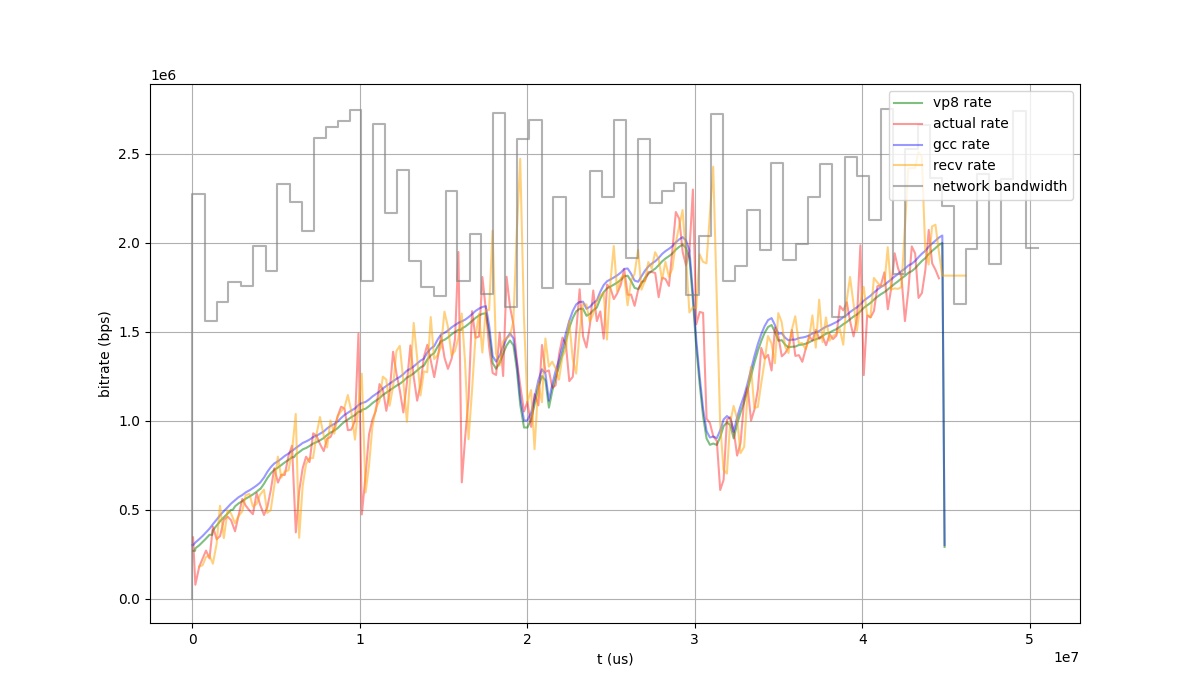 1e6
vp8 rate
actual rate
gcc rate
recv rate
network bandwidth
2.5
2.0
1.5
1.0
0.5
0.0
bitrate (bps)
0 1 2 3 4 5
t (us)
1e7